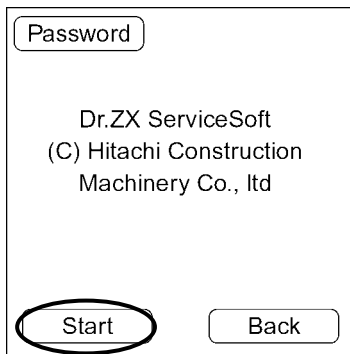 Password
Dr.ZX ServiceSoft
(C) Hitachi Construction
Machinery Co., ltd
Start Back